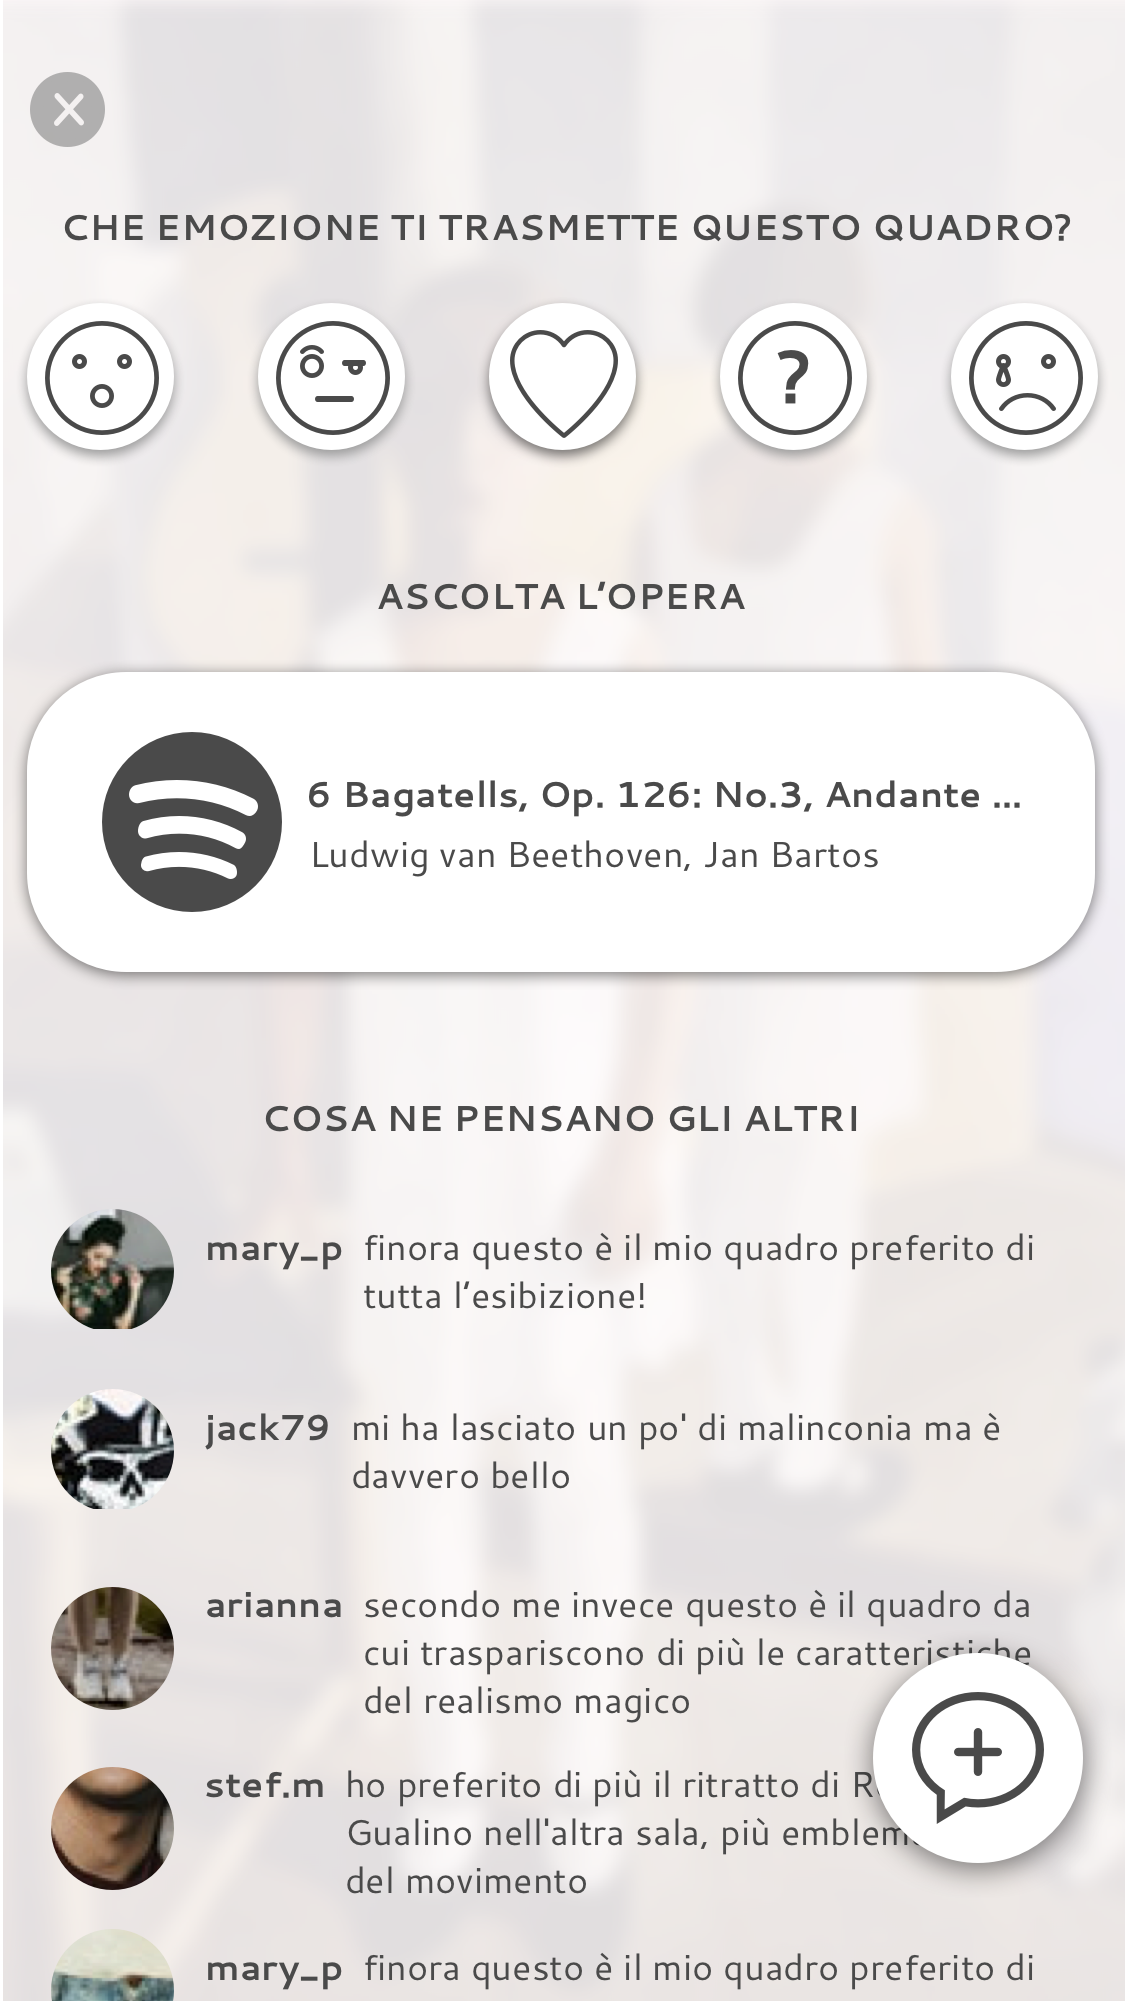 CHE EMOZIONE TI TRASMETTE QUESTO QUADRO?
?
ASCOLTA L’OPERA
6 Bagatells, Op. 126: No.3, Andante ...
Ludwig van Beethoven, Jan Bartos
COSA NE PENSANO GLI ALTRI
mary_p finora questo è il mio quadro preferito di
tutta l’esibizione!
jack79 mi ha lasciato un po' di malinconia ma è
davvero bello
arianna secondo me invece questo è il quadro da
cui traspariscono di più le caratteristiche
del realismo magico
stef.m ho preferito di più il ritratto di
Gualino nell'altra sala, più
del movimento
mary_p finora questo è il mio quadro preferito di